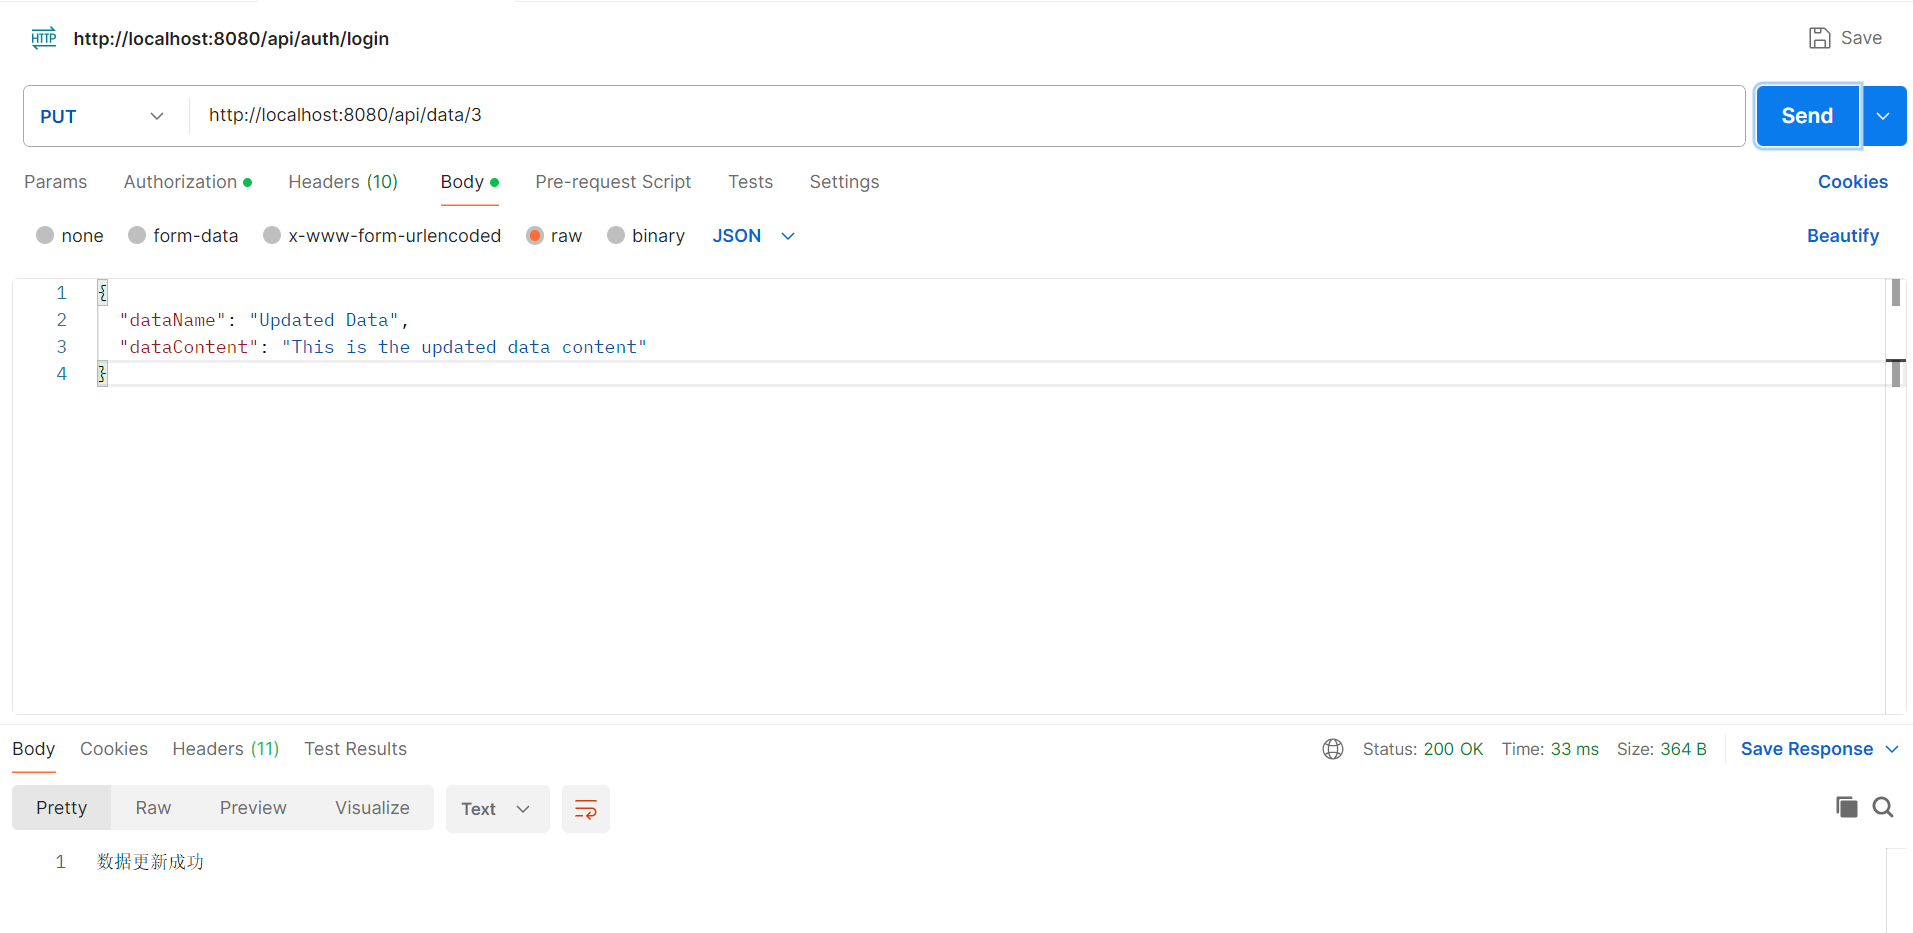 HTTP http://localhost:8080/api/auth/login Save
PUT http://localhost:8080/api/data/3 Send
Params Authorization Headers (10) Body Pre-request Script Tests Settings Cookies
none form-data x-www-form-urlencoded raw binary JSON Beautify
1 {
2 "dataName": "Updated Data",
3 "dataContent": "This is the updated data content"
4 }
Body Cookies Headers (11) Test Results Status: 200 OK Time: 33 ms Size: 364 B Save Response
Pretty Raw Preview Visualize Text
1 数据更新成功